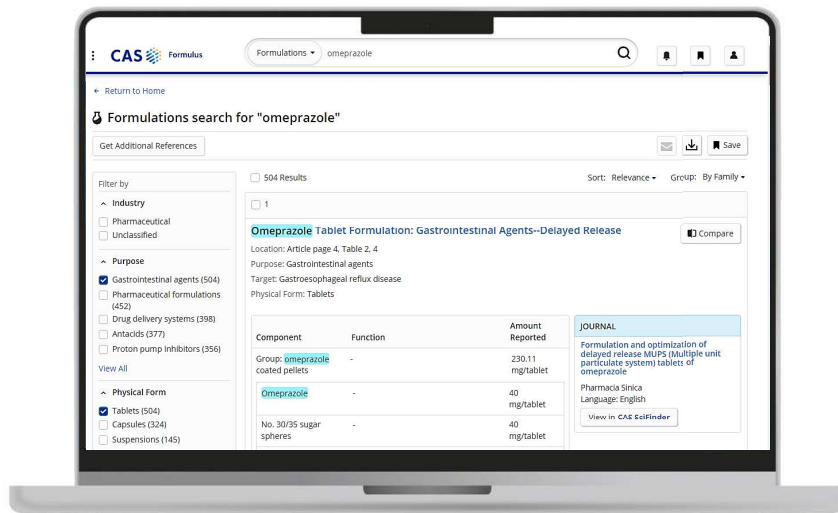 CAS Formulus
Formulations
omeprazole
Return to Home
Formulations search for "omeprazole"
Get Additional References
Save
Filter by
Industry
Pharmaceutical
Unclassified
Purpose
Gastrointestinal agents (504)
Pharmaceutical formulations
(452)
Drug delivery systems (398)
Antacids (377)
Proton pump inhibitors (356)
View All
Physical Form
Tablets (504)
Capsules (324)
Suspensions (145)
504 Results
Sort: Relevance
Group: By Family
1
Omeprazole Tablet Formulation: Gastrointestinal Agents--Delayed Release
Compare
Location: Article page 4, Table 2, 4
Purpose: Gastrointestinal agents
Target: Gastroesophageal reflux disease
Physical Form: Tablets
Component Function Amount
Reported
Group: omeprazole - 230.11
coated pellets mg/tablet
Omeprazole - 40
mg/tablet
No. 30/35 sugar - 40
spheres mg/tablet
JOURNAL
Formulation and optimization of
delayed release MUPS (Multiple unit
particulate system) tablets of
omeprazole
Pharmacia Sinica
Language: English
View in CAS SciFinder